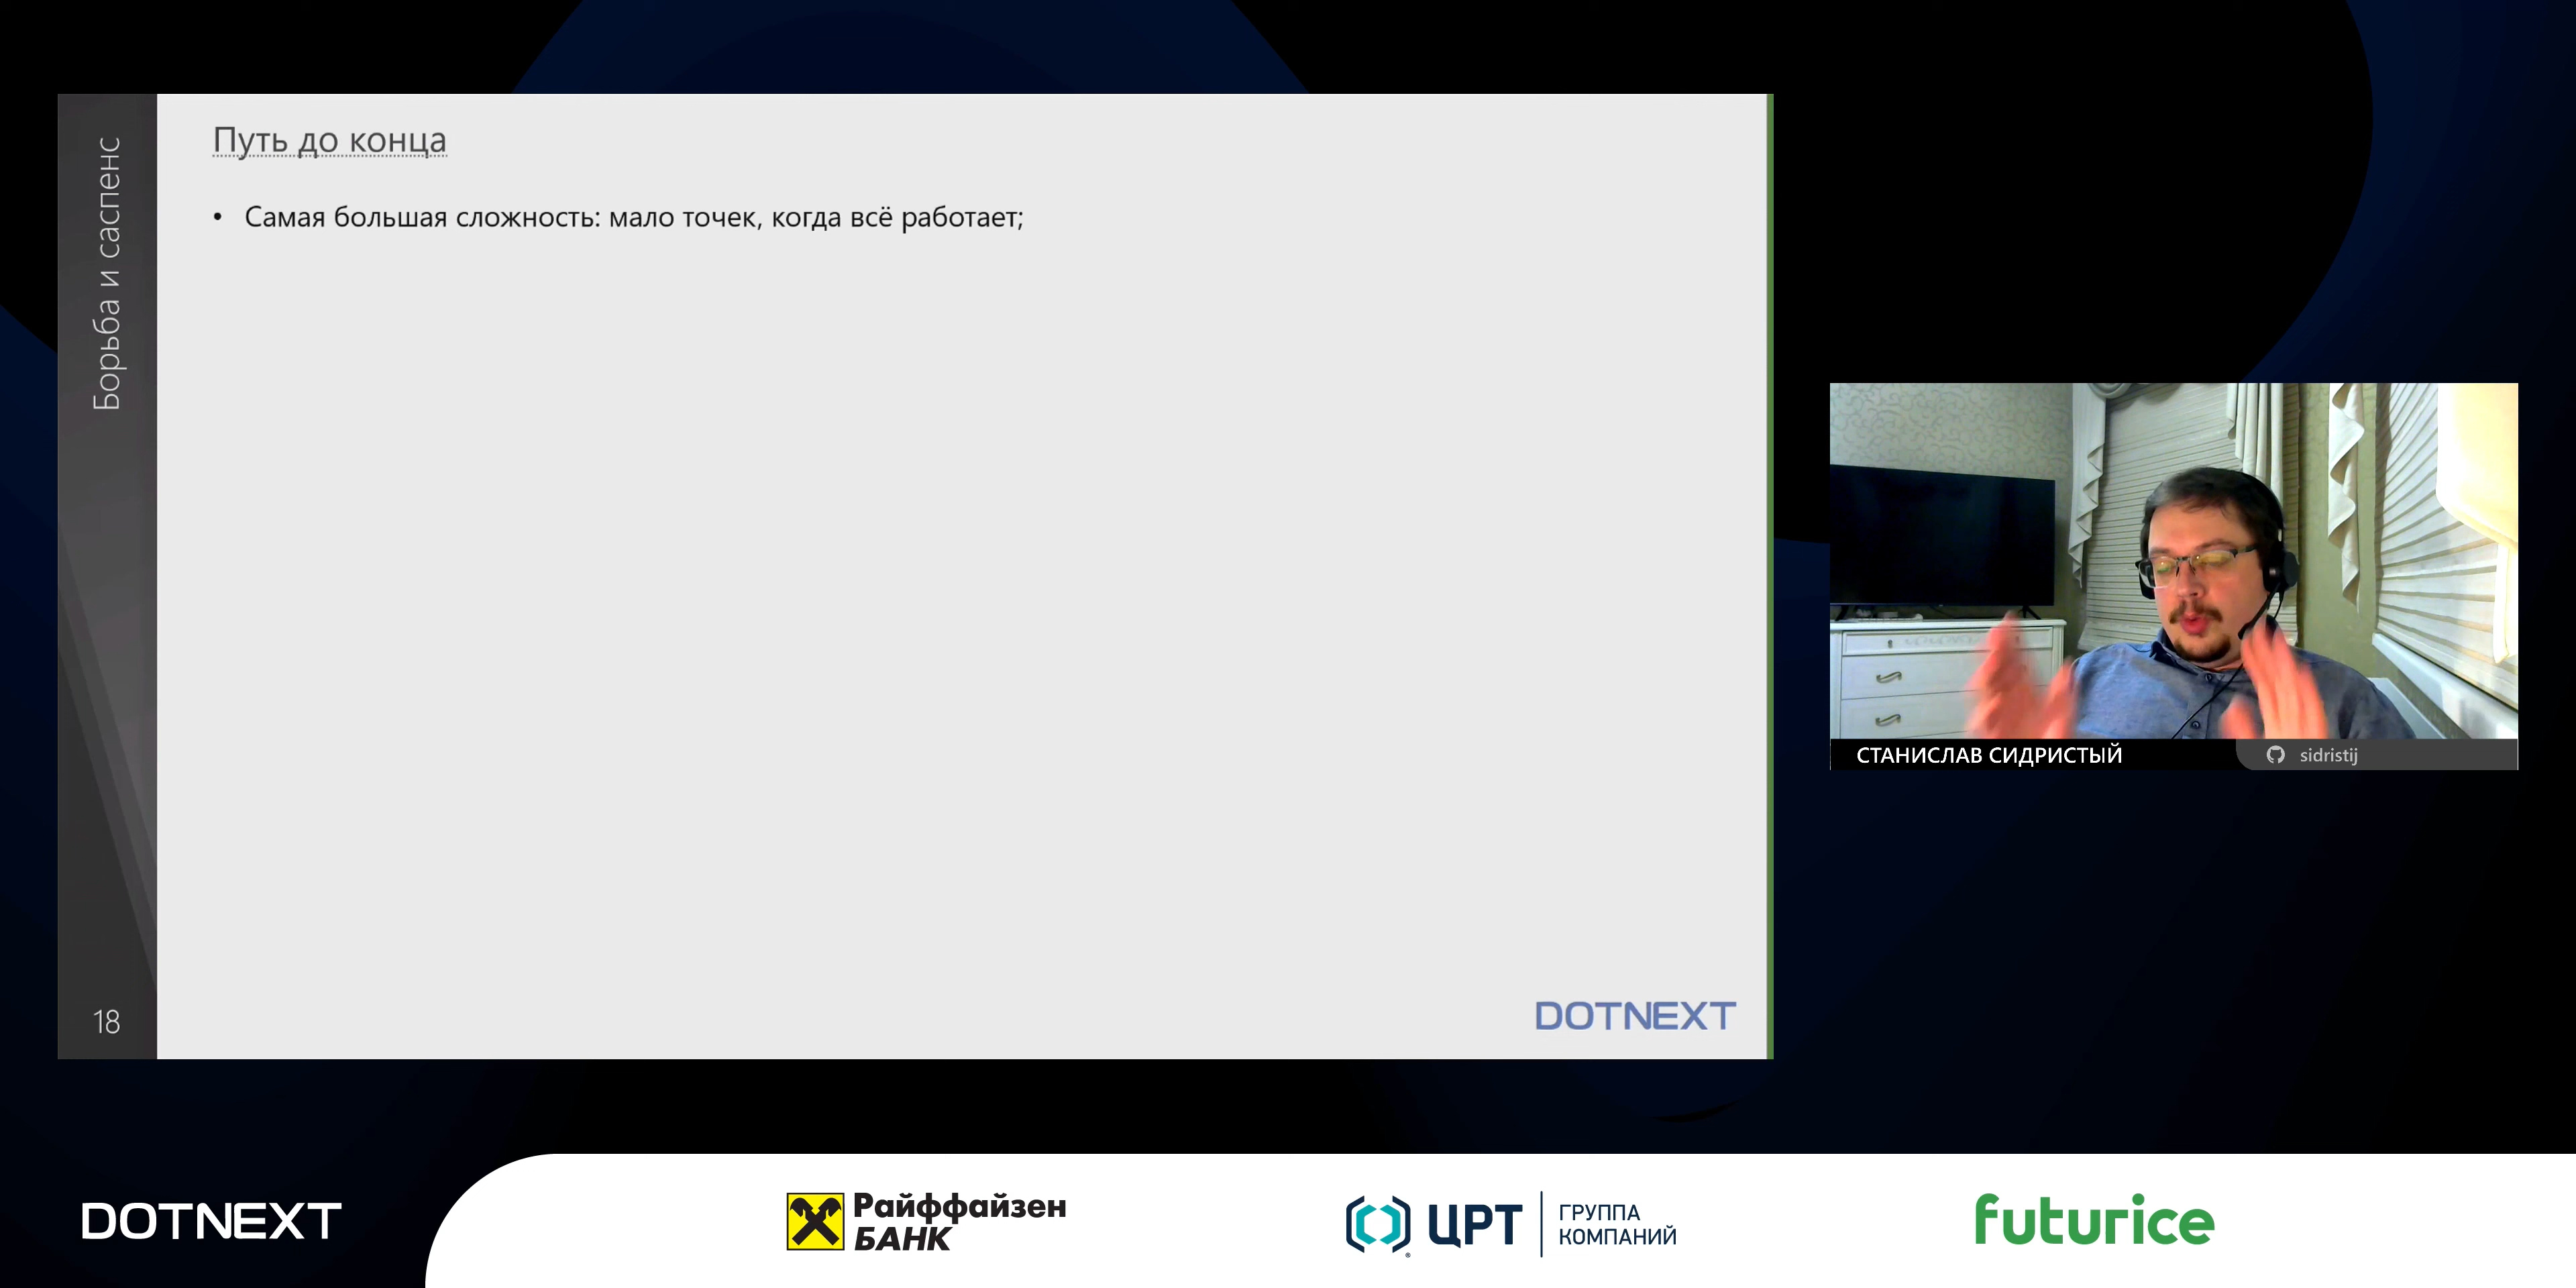 Борьба и саспенс
Путь до конца
• Самая большая сложность: мало точек, когда всё работает;
18
DOTNEXT
СТАНИСЛАВ СИДРИСТЫЙ
sidristij
DOTNEXT
Райффайзен
БАНК
ЦРТ
ГРУППА
КОМПАНИЙ
futurice